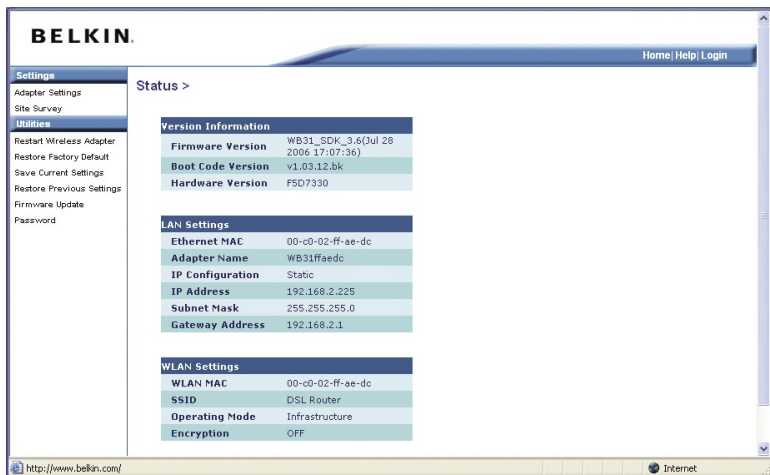 BELKIN.
Home| Help| Login
Settings
Adapter Settings
Site Survey
Utilities
Restart Wireless Adapter
Restore Factory Default
Save Current Settings
Restore Previous Settings
Firmware Update
Password
Status >
Version Information
Firmware Version WB31_SDK_3.6(Jul 28 2006 17:07:36)
Boot Code Version v1.03.12.bk
Hardware Version F5D7330
LAN Settings
Ethernet MAC 00-c0-02-ff-ae-dc
Adapter Name WB31ffaedc
IP Configuration Static
IP Address 192.168.2.225
Subnet Mask 255.255.255.0
Gateway Address 192.168.2.1
WLAN Settings
WLAN MAC 00-c0-02-ff-ae-dc
SSID DSL Router
Operating Mode Infrastructure
Encryption OFF
http://www.belkin.com/
Internet